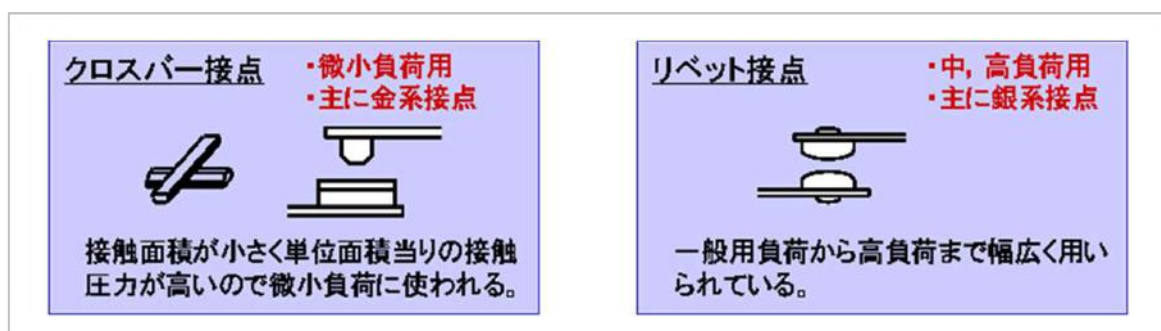 クロスバー接点
・微小負荷用
・主に金系接点
接触面積が小さく単位面積当りの接触
圧力が高いので微小負荷に使われる。
リベット接点
・中, 高負荷用
・主に銀系接点
一般用負荷から高負荷まで幅広く用い
られている。